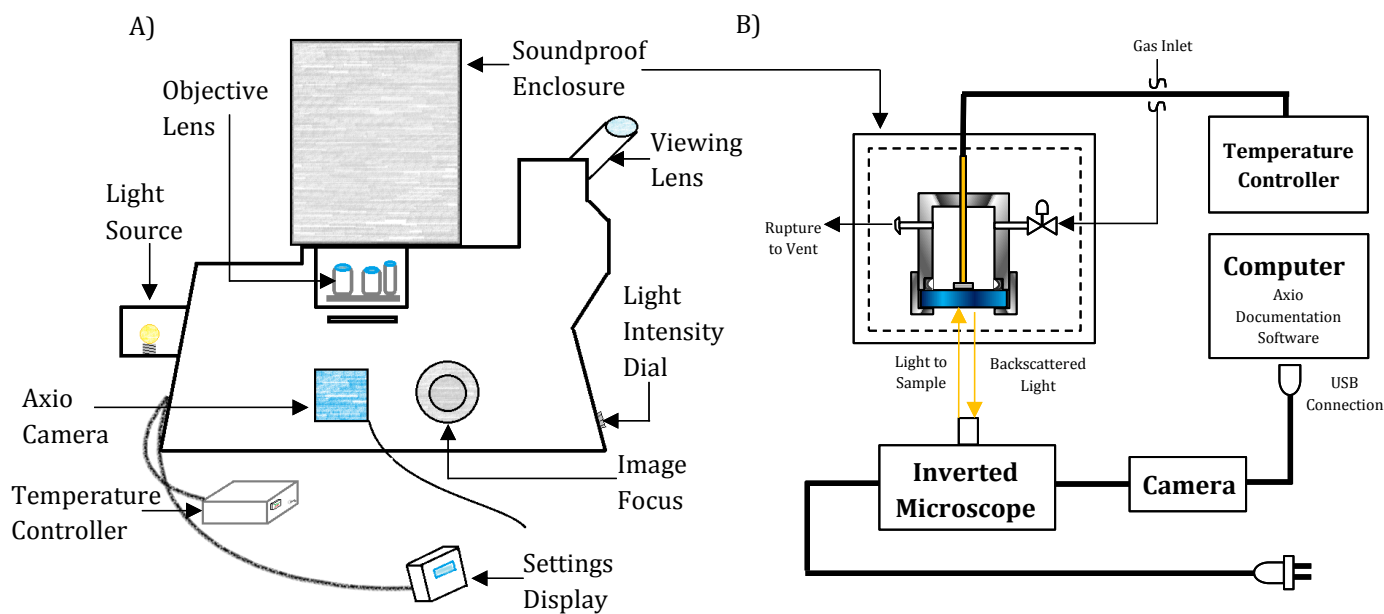 A)
Soundproof
Enclosure
Objective
Lens
Viewing
Lens
Light
Source
Light
Intensity
Dial
Axio
Camera
Image
Focus
Temperature
Controller
Settings
Display
B)
Gas Inlet
Temperature
Controller
Rupture
to Vent
Computer
Axio
Documentation
Software
Light to
Sample
Backscattered
Light
USB
Connection
Inverted
Microscope
Camera